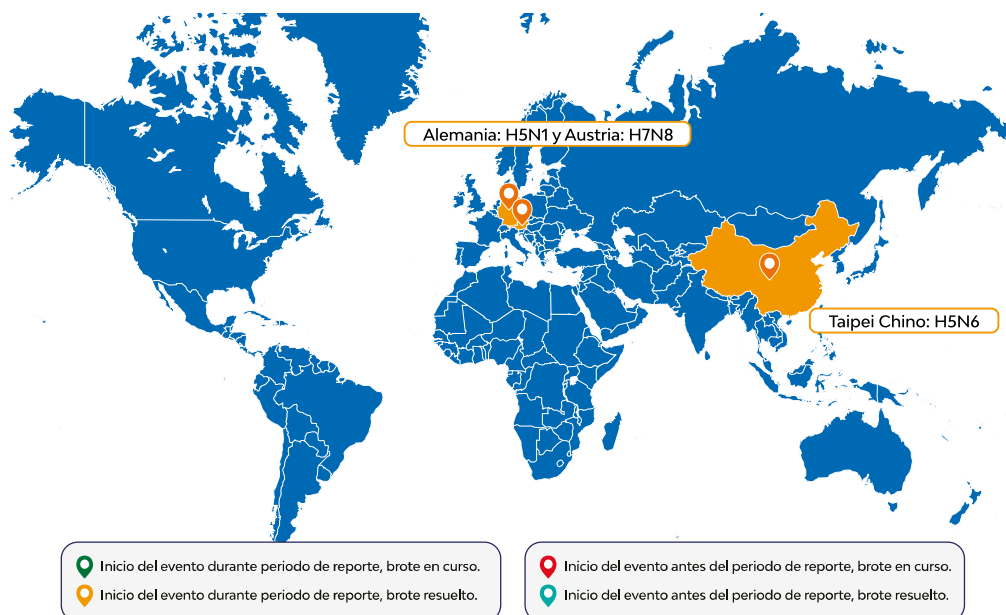 Alemania: H5N1 y Austria: H7N8
Taipei Chino: H5N6
Inicio del evento durante periodo de reporte, brote en curso.
Inicio del evento durante periodo de reporte, brote resuelto.
Inicio del evento antes del periodo de reporte, brote en curso.
Inicio del evento antes del periodo de reporte, brote resuelto.